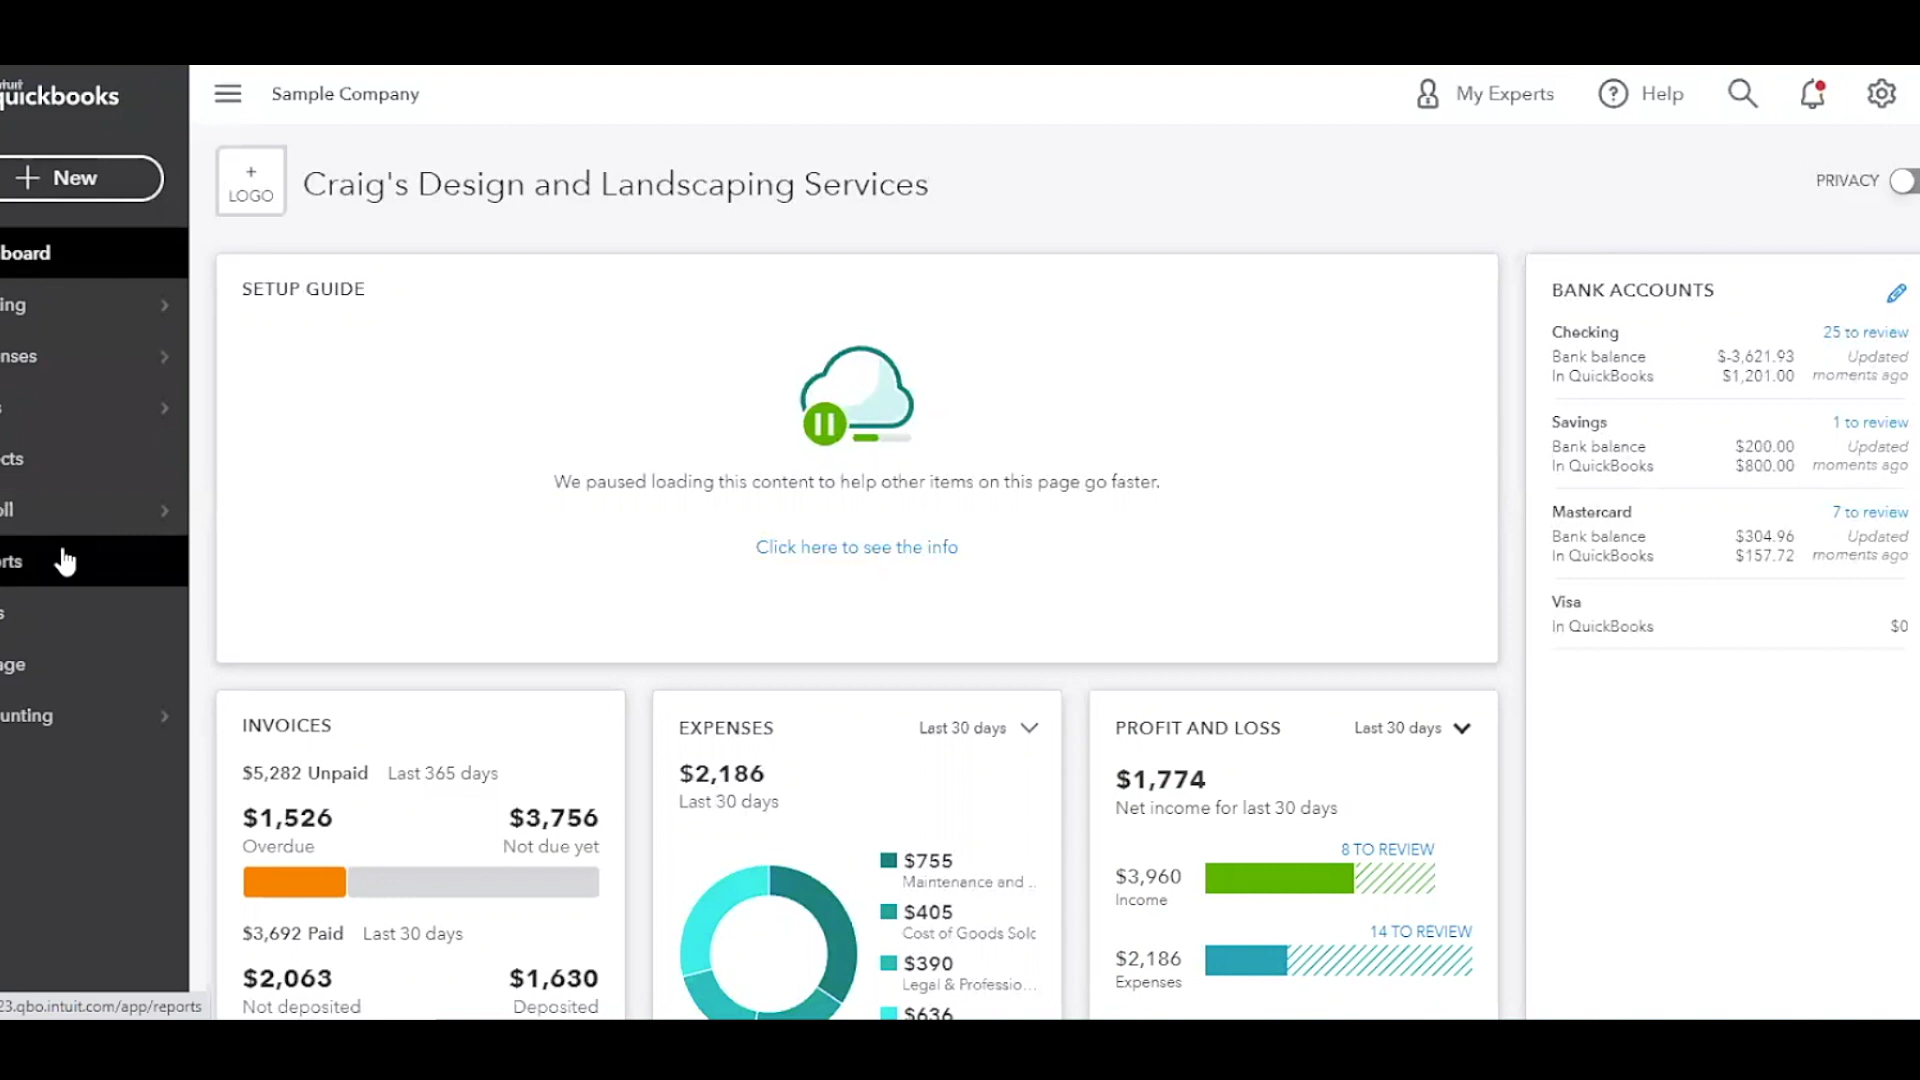 intuit
quickbooks
Sample Company
My Experts
Help
+ New
+
LOGO
Craig's Design and Landscaping Services
PRIVACY
board
ing
nses
s
cts
oll
rts
s
age
unting
SETUP GUIDE
We paused loading this content to help other items on this page go faster.
Click here to see the info
BANK ACCOUNTS
Checking 25 to review
Bank balance $-3,621.93 Updated
In QuickBooks $1,201.00 moments ago
Savings 1 to review
Bank balance $200.00 Updated
In QuickBooks $800.00 moments ago
Mastercard 7 to review
Bank balance $304.96 Updated
In QuickBooks $157.72 moments ago
Visa
In QuickBooks $0
INVOICES
$5,282 Unpaid Last 365 days
$1,526 $3,756
Overdue Not due yet
$3,692 Paid Last 30 days
$2,063 $1,630
Not deposited Deposited
EXPENSES Last 30 days
$2,186
Last 30 days
$755
Maintenance and ...
$405
Cost of Goods Solc
$390
Legal & Professio...
$636
PROFIT AND LOSS Last 30 days
$1,774
Net income for last 30 days
8 TO REVIEW
$3,960
Income
14 TO REVIEW
$2,186
Expenses
23.qbo.intuit.com/app/reports